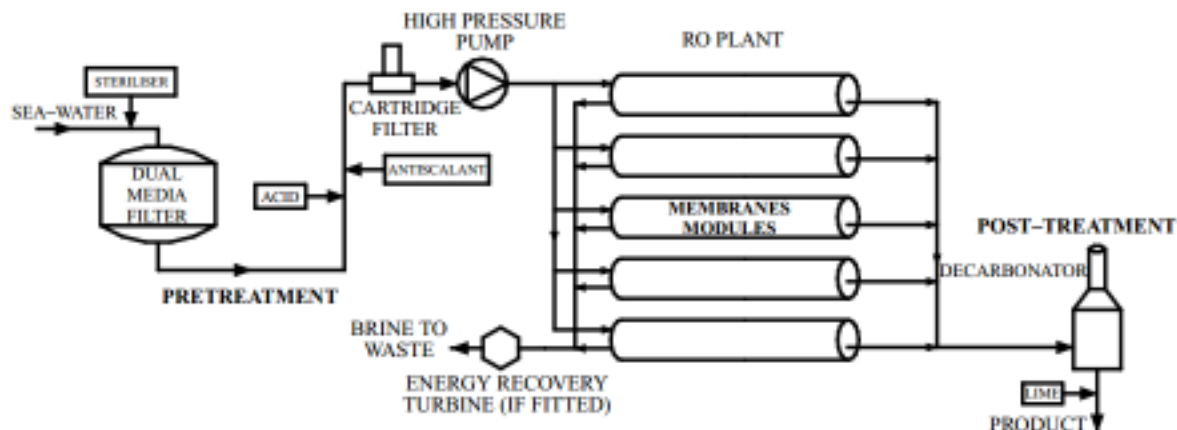 HIGH PRESSURE
PUMP
RO PLANT
STERILISER
SEA-WATER
CARTRIDGE
FILTER
DUAL
MEDIA
FILTER
ANTISCALANT
ACID
MEMBRANES
MODULES
POST-TREATMENT
DECARBONATOR
PRETREATMENT
BRINE TO
WASTE
ENERGY RECOVERY
TURBINE (IF FITTED)
LIME
PRODUCT